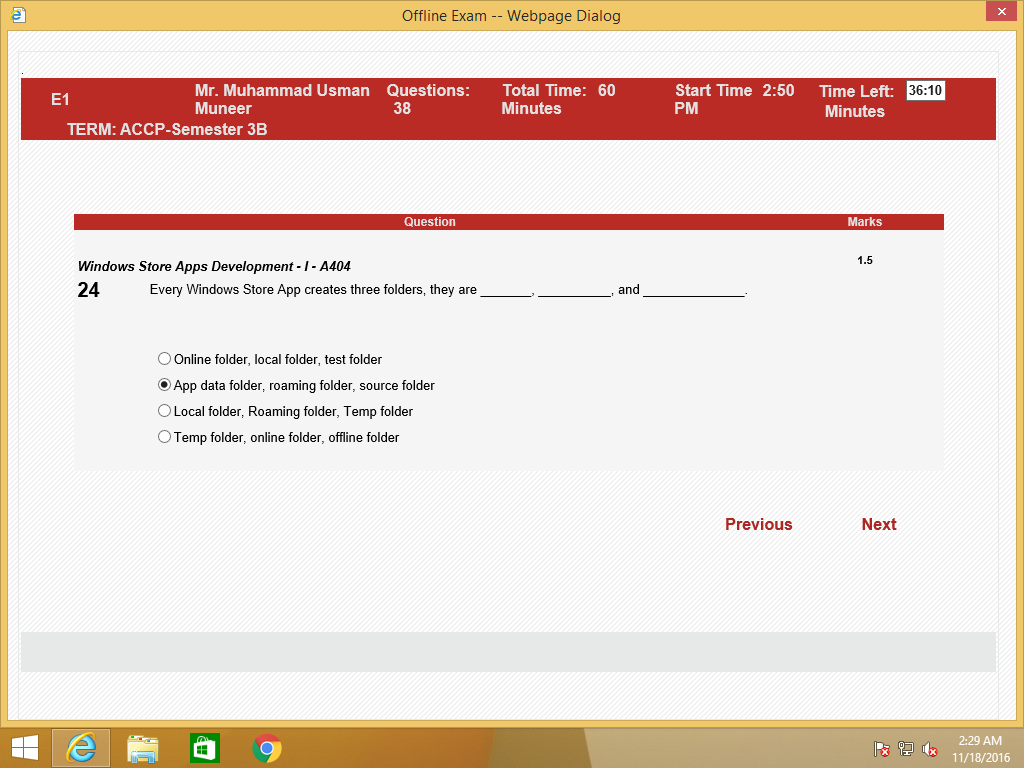 Offline Exam -- Webpage Dialog
.
E1
Mr. Muhammad Usman Muneer
Questions: 38
Total Time: 60 Minutes
Start Time 2:50 PM
Time Left: 36:10 Minutes
TERM: ACCP-Semester 3B
Question Marks
Windows Store Apps Development - I - A404 1.5
24 Every Windows Store App creates three folders, they are _______, __________, and ______________.
Online folder, local folder, test folder
App data folder, roaming folder, source folder
Local folder, Roaming folder, Temp folder
Temp folder, online folder, offline folder
Previous Next
2:29 AM
11/18/2016